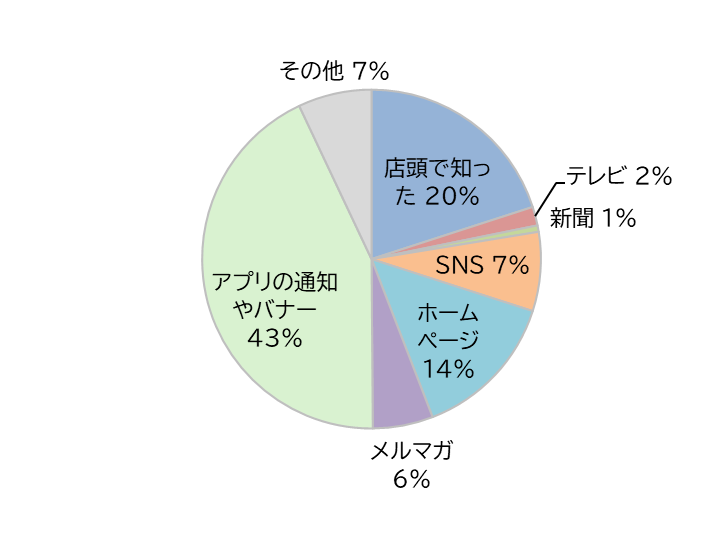 その他 7%
店頭で知っ
た 20%
テレビ 2%
新聞 1%
SNS 7%
ホーム
ページ
14%
メルマガ
6%
アプリの通知
やバナー
43%